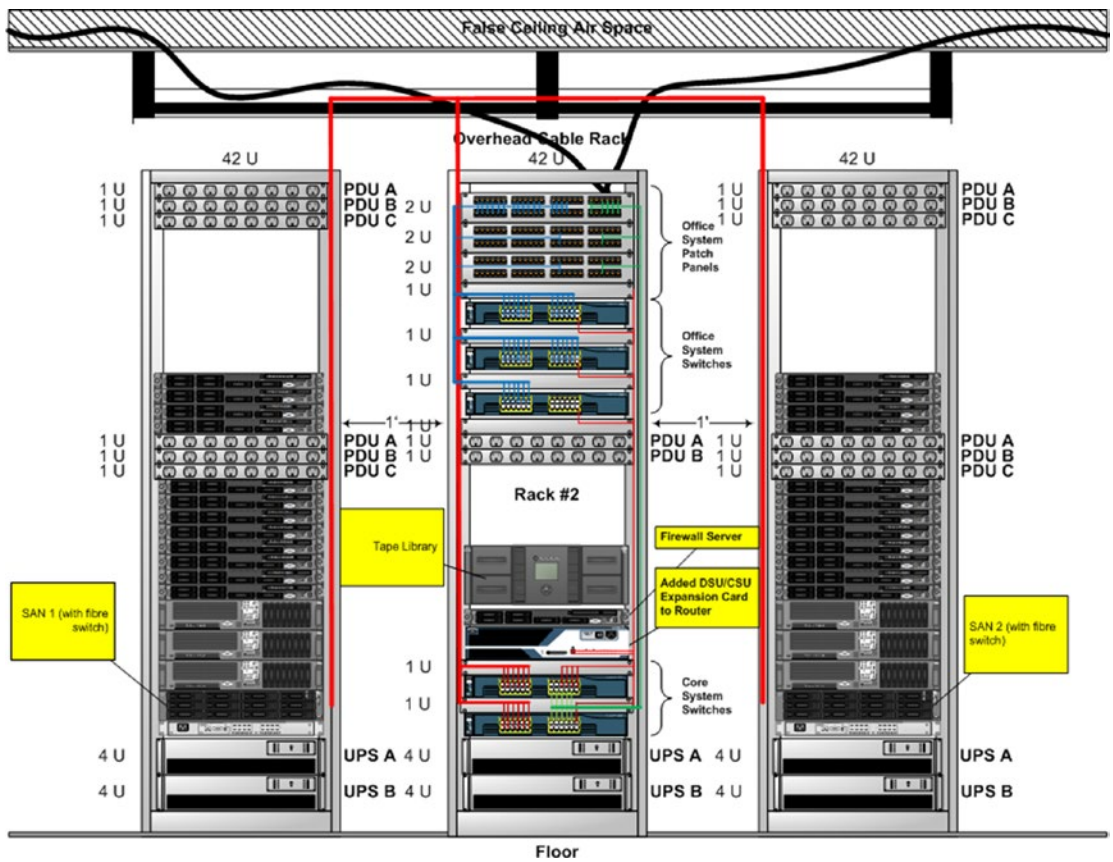 False Ceiling Air Space
Overhead Cable Rack
42 U
42 U
42 U
1 U
PDU A
1 U
PDU B
1 U
PDU C
2 U
2 U
2 U
1 U
1 U
1 U
Office
System
Patch
Panels
Office
System
Switches
1 U
PDU A
1 U
PDU B
1 U
PDU C
1'
1'
1 U
PDU A
1 U
PDU B
1 U
PDU C
1 U
1 U
PDU A
1 U
PDU B
1 U
PDU A
1 U
PDU B
1 U
PDU C
Rack #2
Tape Library
Firewall Server
Added DSU/CSU
Expansion Card
to Router
SAN 1 (with fibre
switch)
SAN 2 (with fibre
switch)
1 U
1 U
Core
System
Switches
4 U
UPS A
4 U
UPS A
4 U
UPS A
4 U
UPS B
4 U
UPS B
4 U
UPS B
Floor